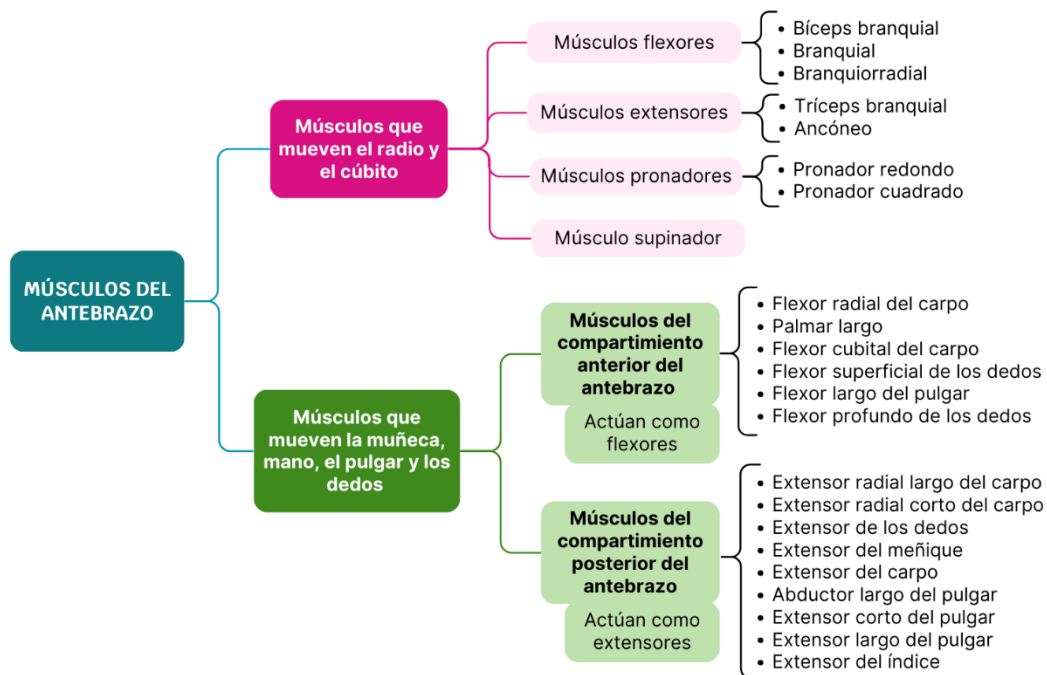 MÚSCULOS DEL
ANTEBRAZO
Músculos que
mueven el radio y
el cúbito
Músculos flexores
• Bíceps branquial
• Branquial
• Branquiorradial
Músculos extensores
• Tríceps branquial
• Ancóneo
Músculos pronadores
• Pronador redondo
• Pronador cuadrado
Músculo supinador
Músculos que
mueven la muñeca,
mano, el pulgar y los
dedos
Músculos del
compartimiento
anterior del
antebrazo
Actúan como
flexores
• Flexor radial del carpo
• Palmar largo
• Flexor cubital del carpo
• Flexor superficial de los dedos
• Flexor largo del pulgar
• Flexor profundo de los dedos
Músculos del
compartimiento
posterior del
antebrazo
Actúan como
extensores
• Extensor radial largo del carpo
• Extensor radial corto del carpo
• Extensor de los dedos
• Extensor del meñique
• Extensor del carpo
• Abductor largo del pulgar
• Extensor corto del pulgar
• Extensor largo del pulgar
• Extensor del índice